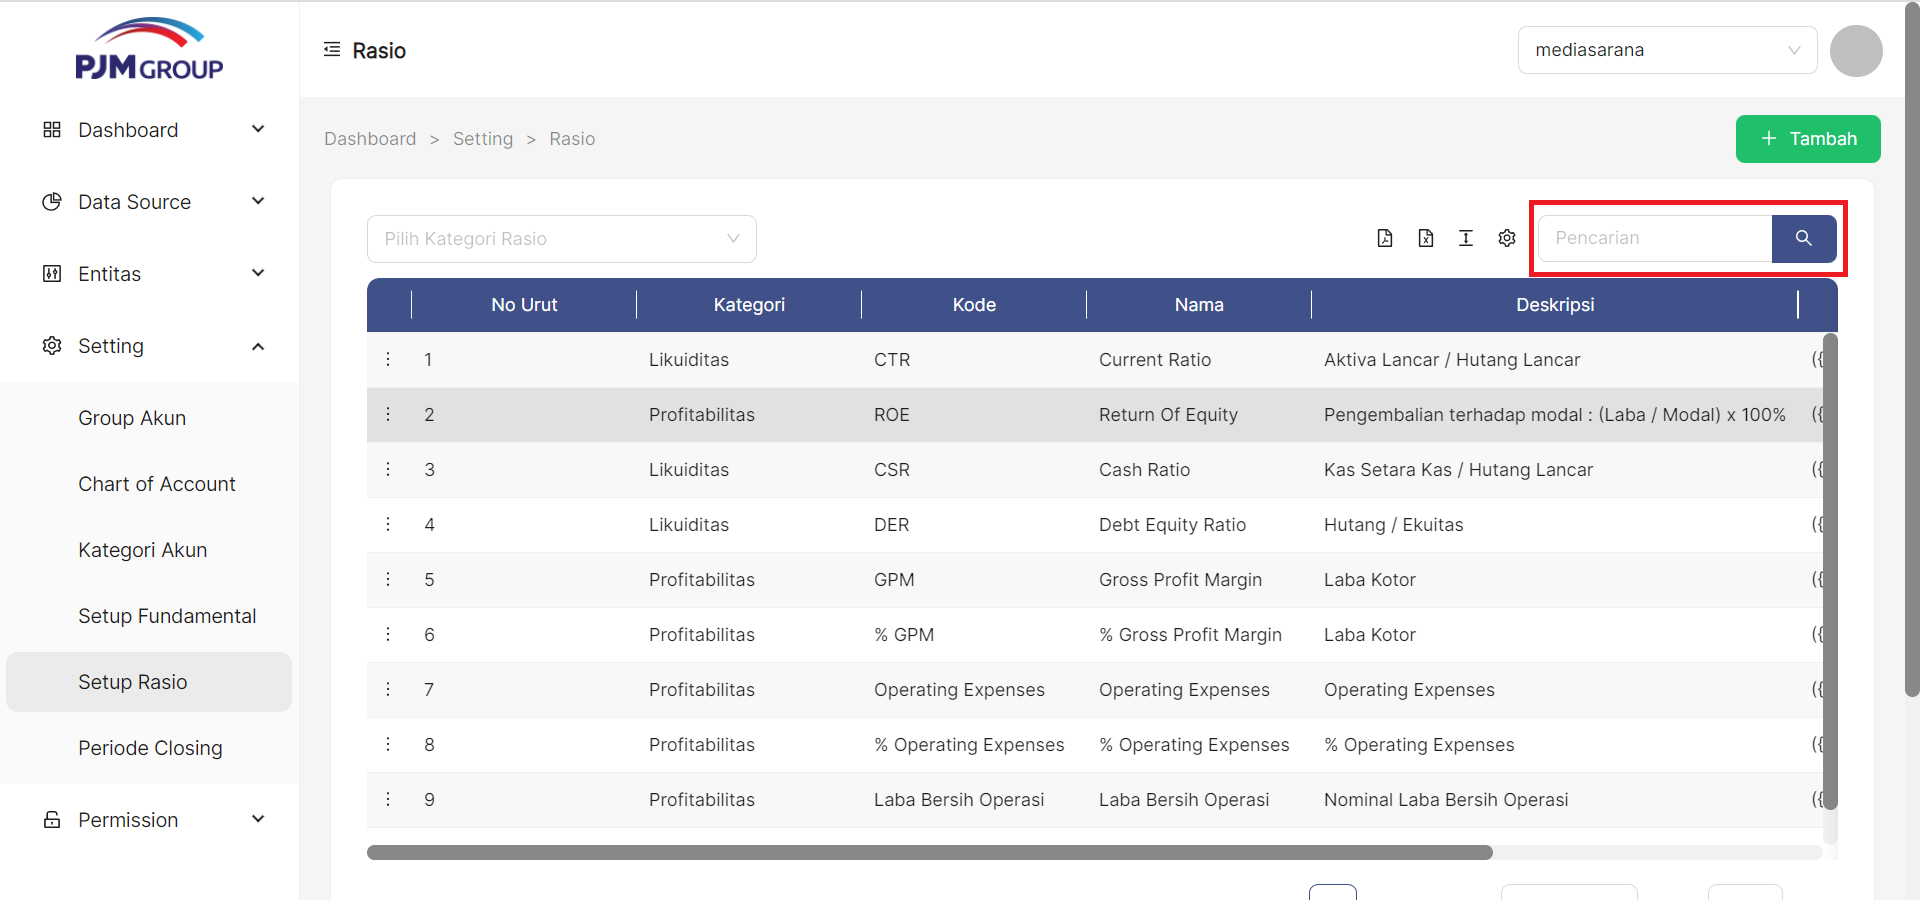 PJM GROUP
Rasio
mediasarana
Dashboard
Data Source
Entitas
Setting
Group Akun
Chart of Account
Kategori Akun
Setup Fundamental
Setup Rasio
Periode Closing
Permission
Dashboard > Setting > Rasio
+ Tambah
Pilih Kategori Rasio
Pencarian
No Urut Kategori Kode Nama Deskripsi
1 Likuiditas CTR Current Ratio Aktiva Lancar / Hutang Lancar ({
2 Profitabilitas ROE Return Of Equity Pengembalian terhadap modal : (Laba / Modal) x 100% ({
3 Likuiditas CSR Cash Ratio Kas Setara Kas / Hutang Lancar ({
4 Likuiditas DER Debt Equity Ratio Hutang / Ekuitas ({
5 Profitabilitas GPM Gross Profit Margin Laba Kotor ({
6 Profitabilitas % GPM % Gross Profit Margin Laba Kotor ({
7 Profitabilitas Operating Expenses Operating Expenses Operating Expenses ({
8 Profitabilitas % Operating Expenses % Operating Expenses % Operating Expenses ({
9 Profitabilitas Laba Bersih Operasi Laba Bersih Operasi Nominal Laba Bersih Operasi ({